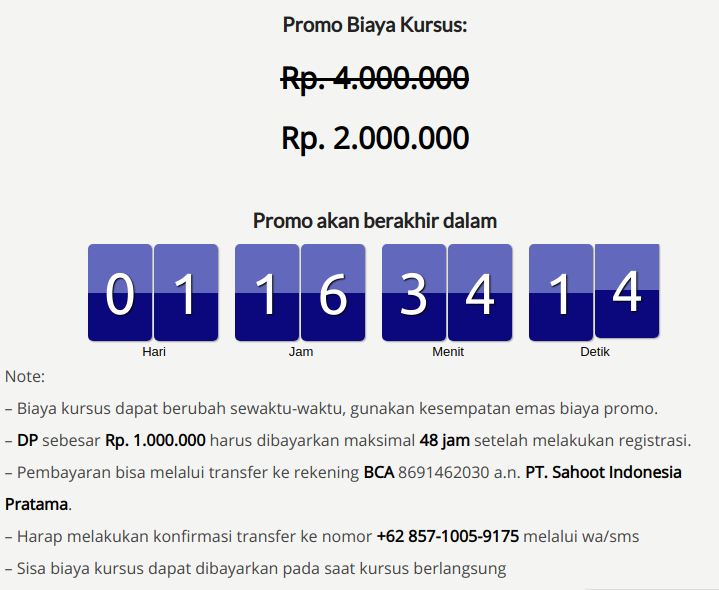 Promo Biaya Kursus:
Rp. 4.000.000
Rp. 2.000.000
Promo akan berakhir dalam
01 16 34 14
Hari Jam Menit Detik
Note:
– Biaya kursus dapat berubah sewaktu-waktu, gunakan kesempatan emas biaya promo.
– DP sebesar Rp. 1.000.000 harus dibayarkan maksimal 48 jam setelah melakukan registrasi.
– Pembayaran bisa melalui transfer ke rekening BCA 8691462030 a.n. PT. Sahoot Indonesia
Pratama.
– Harap melakukan konfirmasi transfer ke nomor +62 857-1005-9175 melalui wa/sms
– Sisa biaya kursus dapat dibayarkan pada saat kursus berlangsung